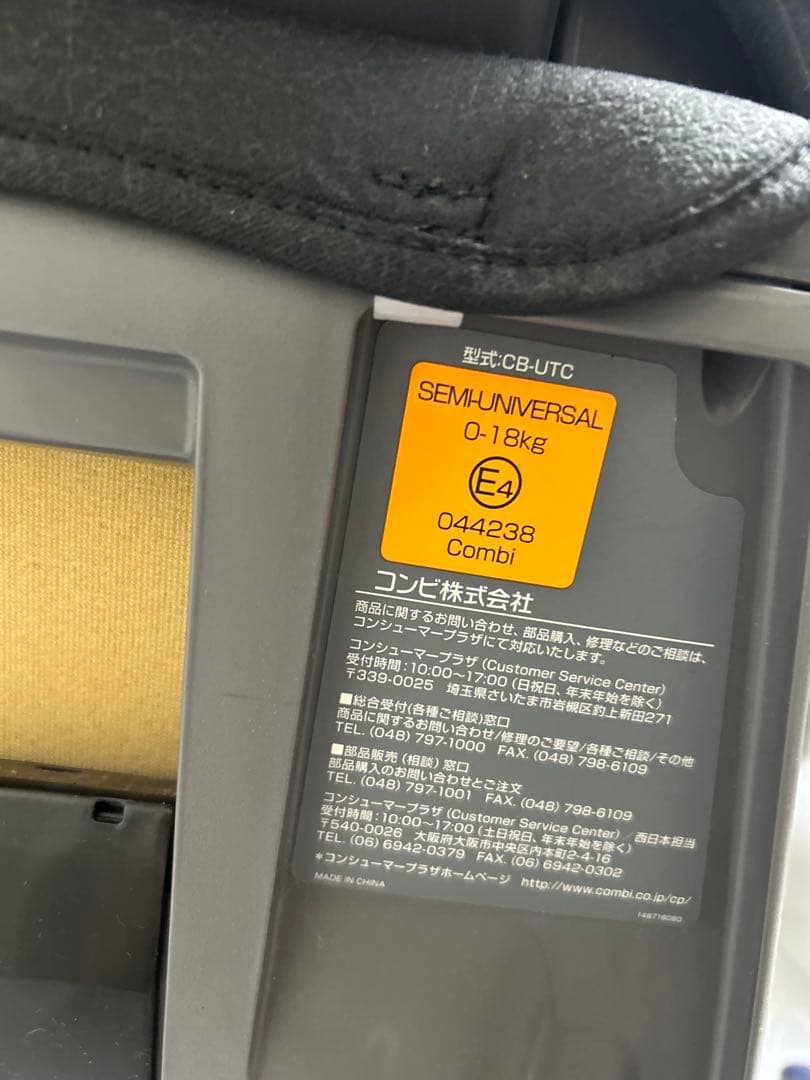 型式:CB-UTC
SEMI-UNIVERSAL
0-18kg
E4
044238
Combi
コンビ株式会社
商品に関するお問い合わせ、部品購入、修理などのご相談は、
コンシューマープラザにて対応いたします。
コンシューマープラザ (Customer Service Center)
受付時間:10:00〜17:00 (日祝日、年末年始を除く)
〒339-0025 埼玉県さいたま市岩槻区釣上新田271
■総合受付(各種ご相談)窓口
商品に関するお問い合わせ/修理のご要望/各種ご相談/その他
TEL. (048) 797-1000 FAX. (048) 798-6109
■部品販売 (相談) 窓口
部品購入のお問い合わせとご注文
TEL. (048) 797-1001 FAX. (048) 798-6109
コンシューマープラザ (Customer Service Center) / 西日本担当
受付時間:10:00〜17:00 (土日祝日、年末年始を除く)
〒540-0026 大阪府大阪市中央区内本町2-4-16
TEL. (06) 6942-0379 FAX. (06) 6942-0302
*コンシューマープラザホームページ http://www.combi.co.jp/cp/
MADE IN CHINA
148716080